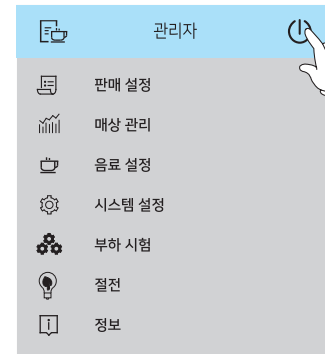 관리자
판매 설정
매상 관리
음료 설정
시스템 설정
부하 시험
절전
정보